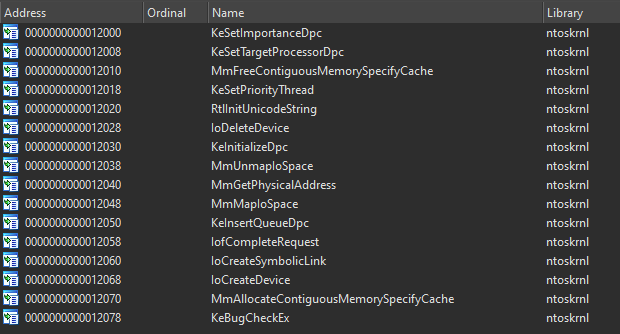 Address Ordinal Name Library
0000000000012000 KeSetImportanceDpc ntoskrnl
0000000000012008 KeSetTargetProcessorDpc ntoskrnl
0000000000012010 MmFreeContiguousMemorySpecifyCache ntoskrnl
0000000000012018 KeSetPriorityThread ntoskrnl
0000000000012020 RtlInitUnicodeString ntoskrnl
0000000000012028 IoDeleteDevice ntoskrnl
0000000000012030 KeInitializeDpc ntoskrnl
0000000000012038 MmUnmapIoSpace ntoskrnl
0000000000012040 MmGetPhysicalAddress ntoskrnl
0000000000012048 MmMapIoSpace ntoskrnl
0000000000012050 KeInsertQueueDpc ntoskrnl
0000000000012058 IofCompleteRequest ntoskrnl
0000000000012060 IoCreateSymbolicLink ntoskrnl
0000000000012068 IoCreateDevice ntoskrnl
0000000000012070 MmAllocateContiguousMemorySpecifyCache ntoskrnl
0000000000012078 KeBugCheckEx ntoskrnl